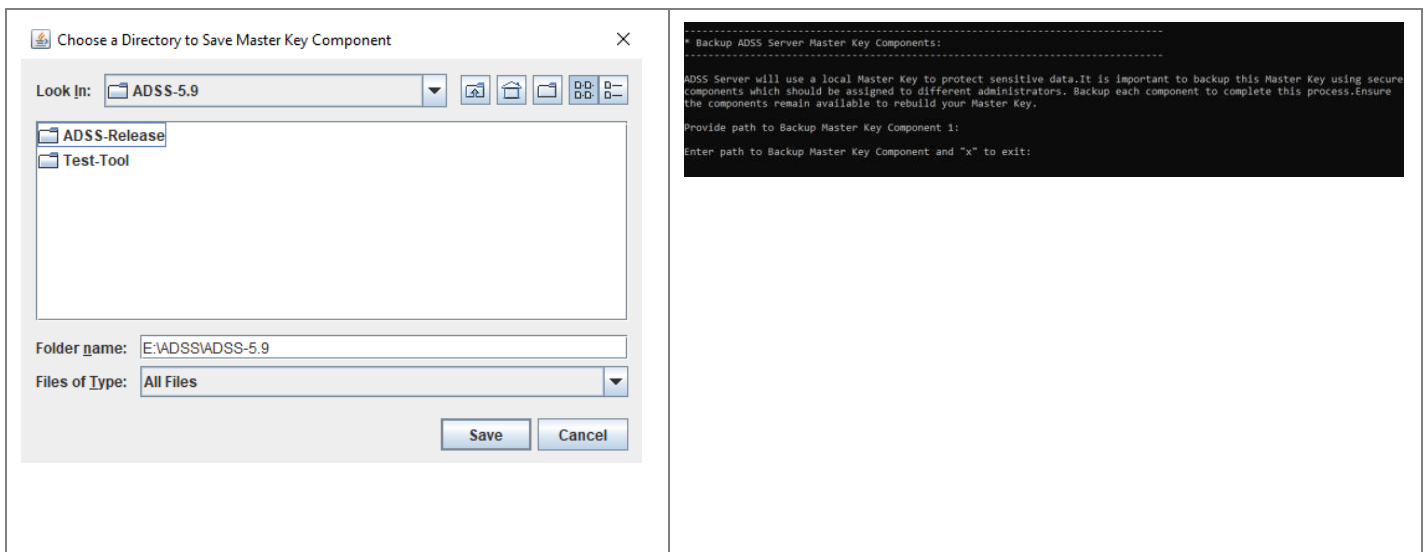 Choose a Directory to Save Master Key Component
Look In: ADSS-5.9
ADSS-Release
Test-Tool
Folder name: E:\ADSS\ADSS-5.9
Files of Type: All Files
Save Cancel
--------------------------------------------------------------------------------
* Backup ADSS Server Master Key Components:
--------------------------------------------------------------------------------
ADSS Server will use a local Master Key to protect sensitive data.It is important to backup this Master Key using secure
components which should be assigned to different administrators. Backup each component to complete this process.Ensure
the components remain available to rebuild your Master Key.
Provide path to Backup Master Key Component 1:
Enter path to Backup Master Key Component and "x" to exit: